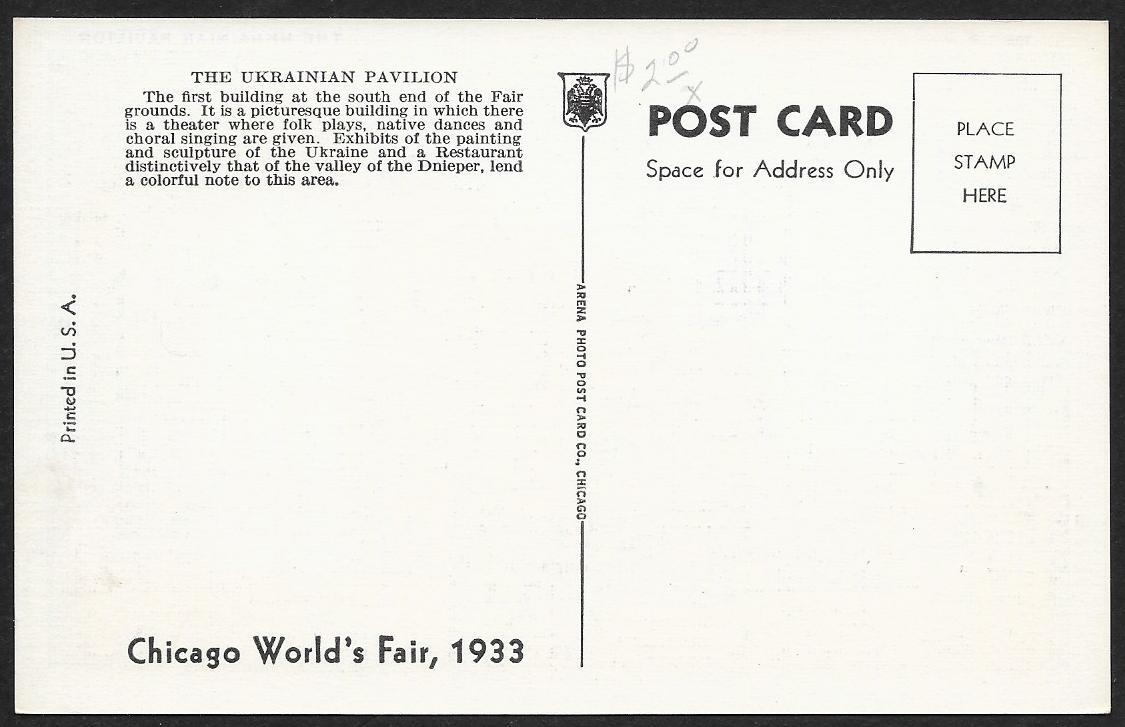 THE UKRAINIAN PAVILION
The first building at the south end of the Fair
grounds. It is a picturesque building in which there
is a theater where folk plays, native dances and
choral singing are given. Exhibits of the painting
and sculpture of the Ukraine and a Restaurant
distinctively that of the valley of the Dnieper, lend
a colorful note to this area.
Printed in U. S. A.
Chicago World's Fair, 1933
ARENA PHOTO POST CARD CO., CHICAGO
$2.00
x
POST CARD
Space for Address Only
PLACE
STAMP
HERE